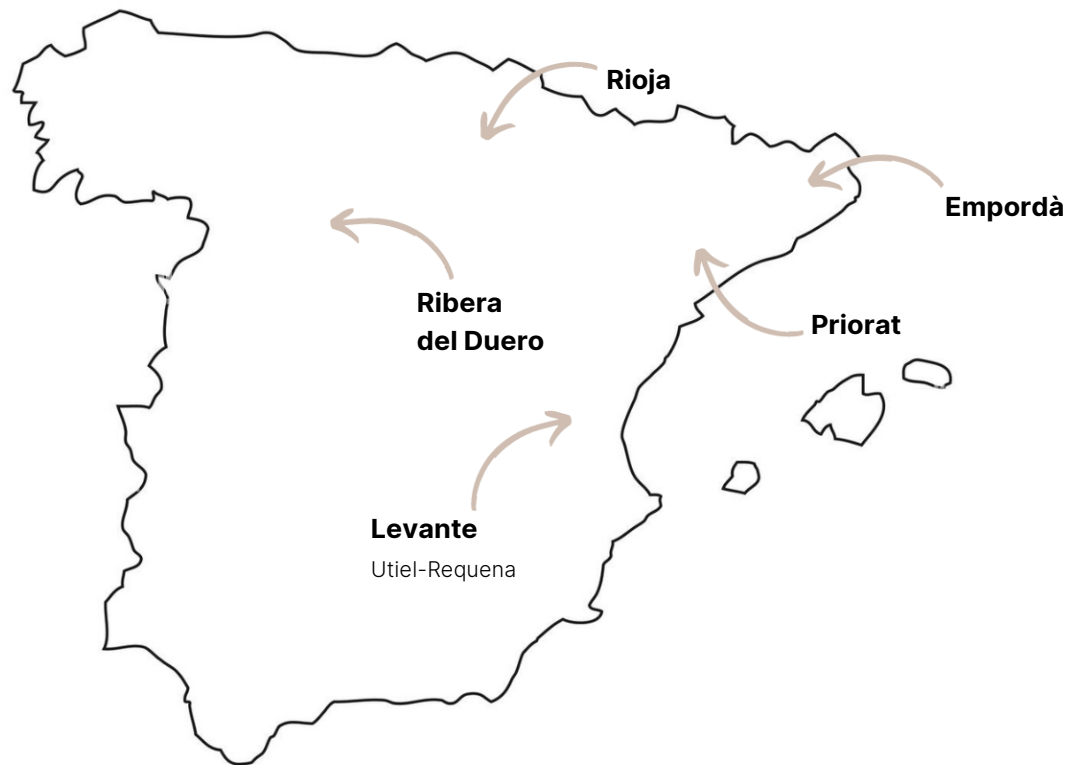 Rioja
Empordà
Ribera
del Duero
Priorat
Levante
Utiel-Requena